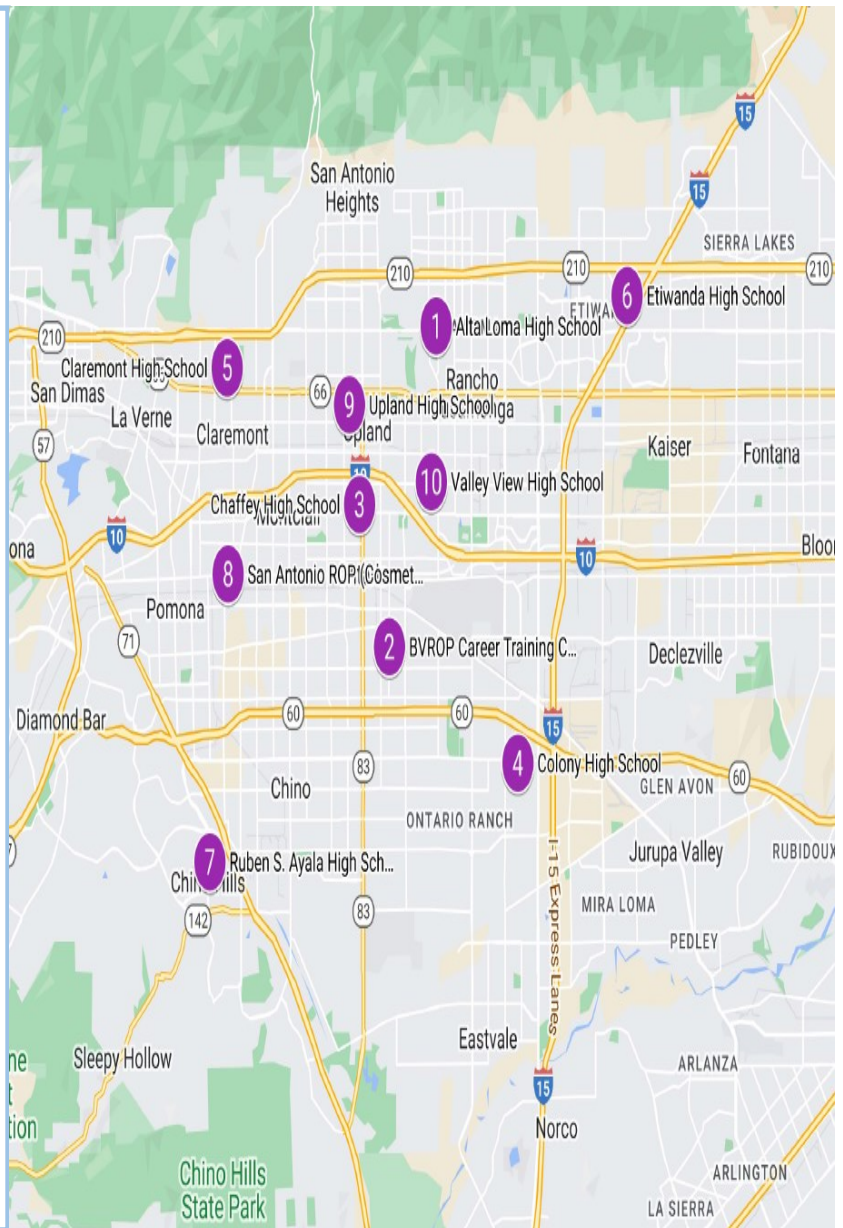 15
San Antonio
Heights
15
SIERRA LAKES
210
210
210
6 Etiwanda High School
1 Alta Loma High School
210
Claremont High School 5
Rancho
San Dimas
66
9 Upland High School
La Verne
Claremont
Upland
Kaiser
Fontana
57
10
10 Valley View High School
Chaffey High School 3
10
10
8 San Antonio ROP (Cosmet...
Pomona
71
2 BVROP Career Training C...
Declezville
Diamond Bar
60
60
15
83
4 Colony High School
60
GLEN AVON
Chino
ONTARIO RANCH
Jurupa Valley
RUBIDOUX
7 Ruben S. Ayala High Sch...
Chino Hills
I-15 Express Lanes
142
83
MIRA LOMA
PEDLEY
Eastvale
Sleepy Hollow
ARLANZA
15
Norco
Chino Hills
State Park
ARLINGTON
LA SIERRA